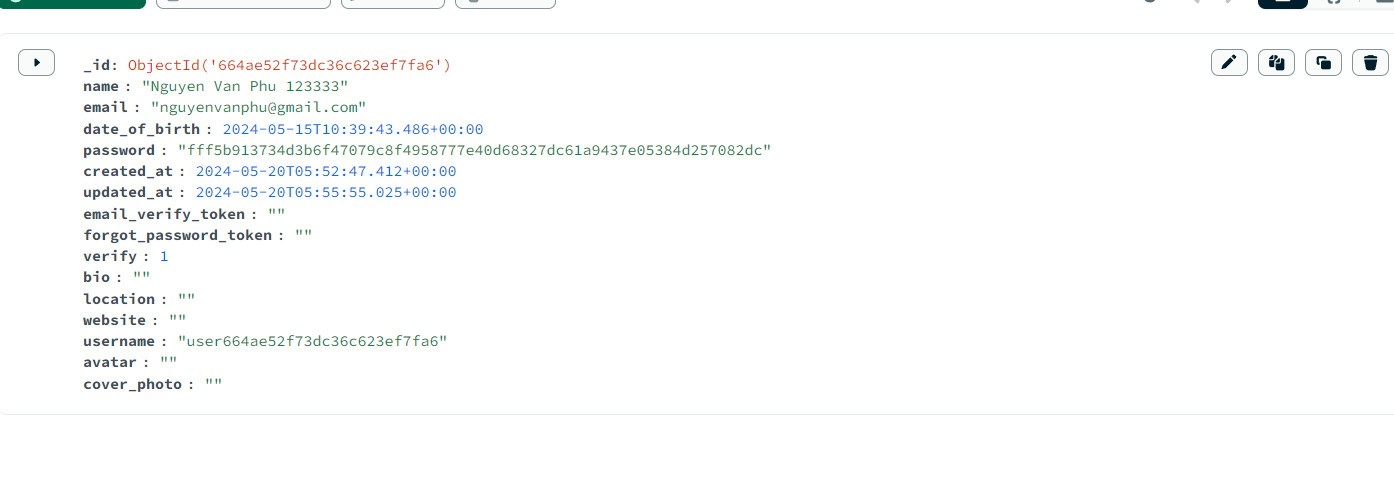 _id: ObjectId('664ae52f73dc36c623ef7fa6')
name : "Nguyen Van Phu 123333"
email : "nguyenvanphu@gmail.com"
date_of_birth : 2024-05-15T10:39:43.486+00:00
password : "fff5b913734d3b6f47079c8f4958777e40d68327dc61a9437e05384d257082dc"
created_at : 2024-05-20T05:52:47.412+00:00
updated_at : 2024-05-20T05:55:55.025+00:00
email_verify_token : ""
forgot_password_token : ""
verify : 1
bio : ""
location : ""
website : ""
username : "user664ae52f73dc36c623ef7fa6"
avatar : ""
cover_photo : ""